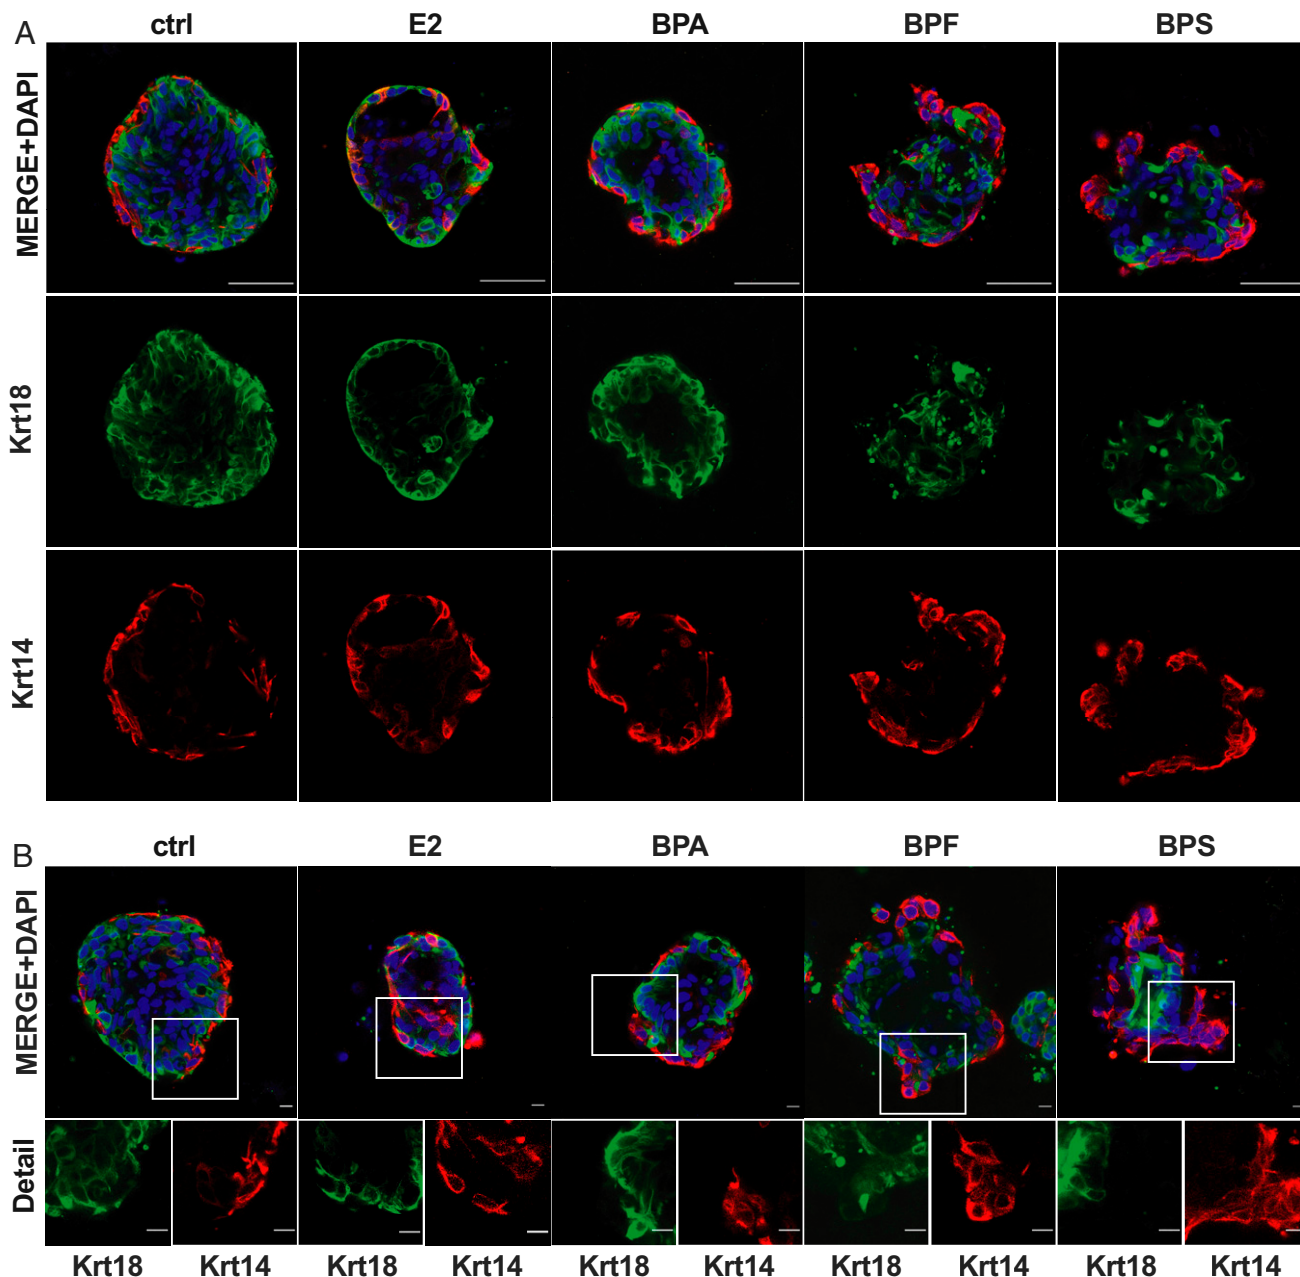 A
ctrl E2 BPA BPF BPS
MERGE+DAPI
Krt18
Krt14
B
ctrl E2 BPA BPF BPS
MERGE+DAPI
Detail
Krt18 Krt14 Krt18 Krt14 Krt18 Krt14 Krt18 Krt14 Krt18 Krt14